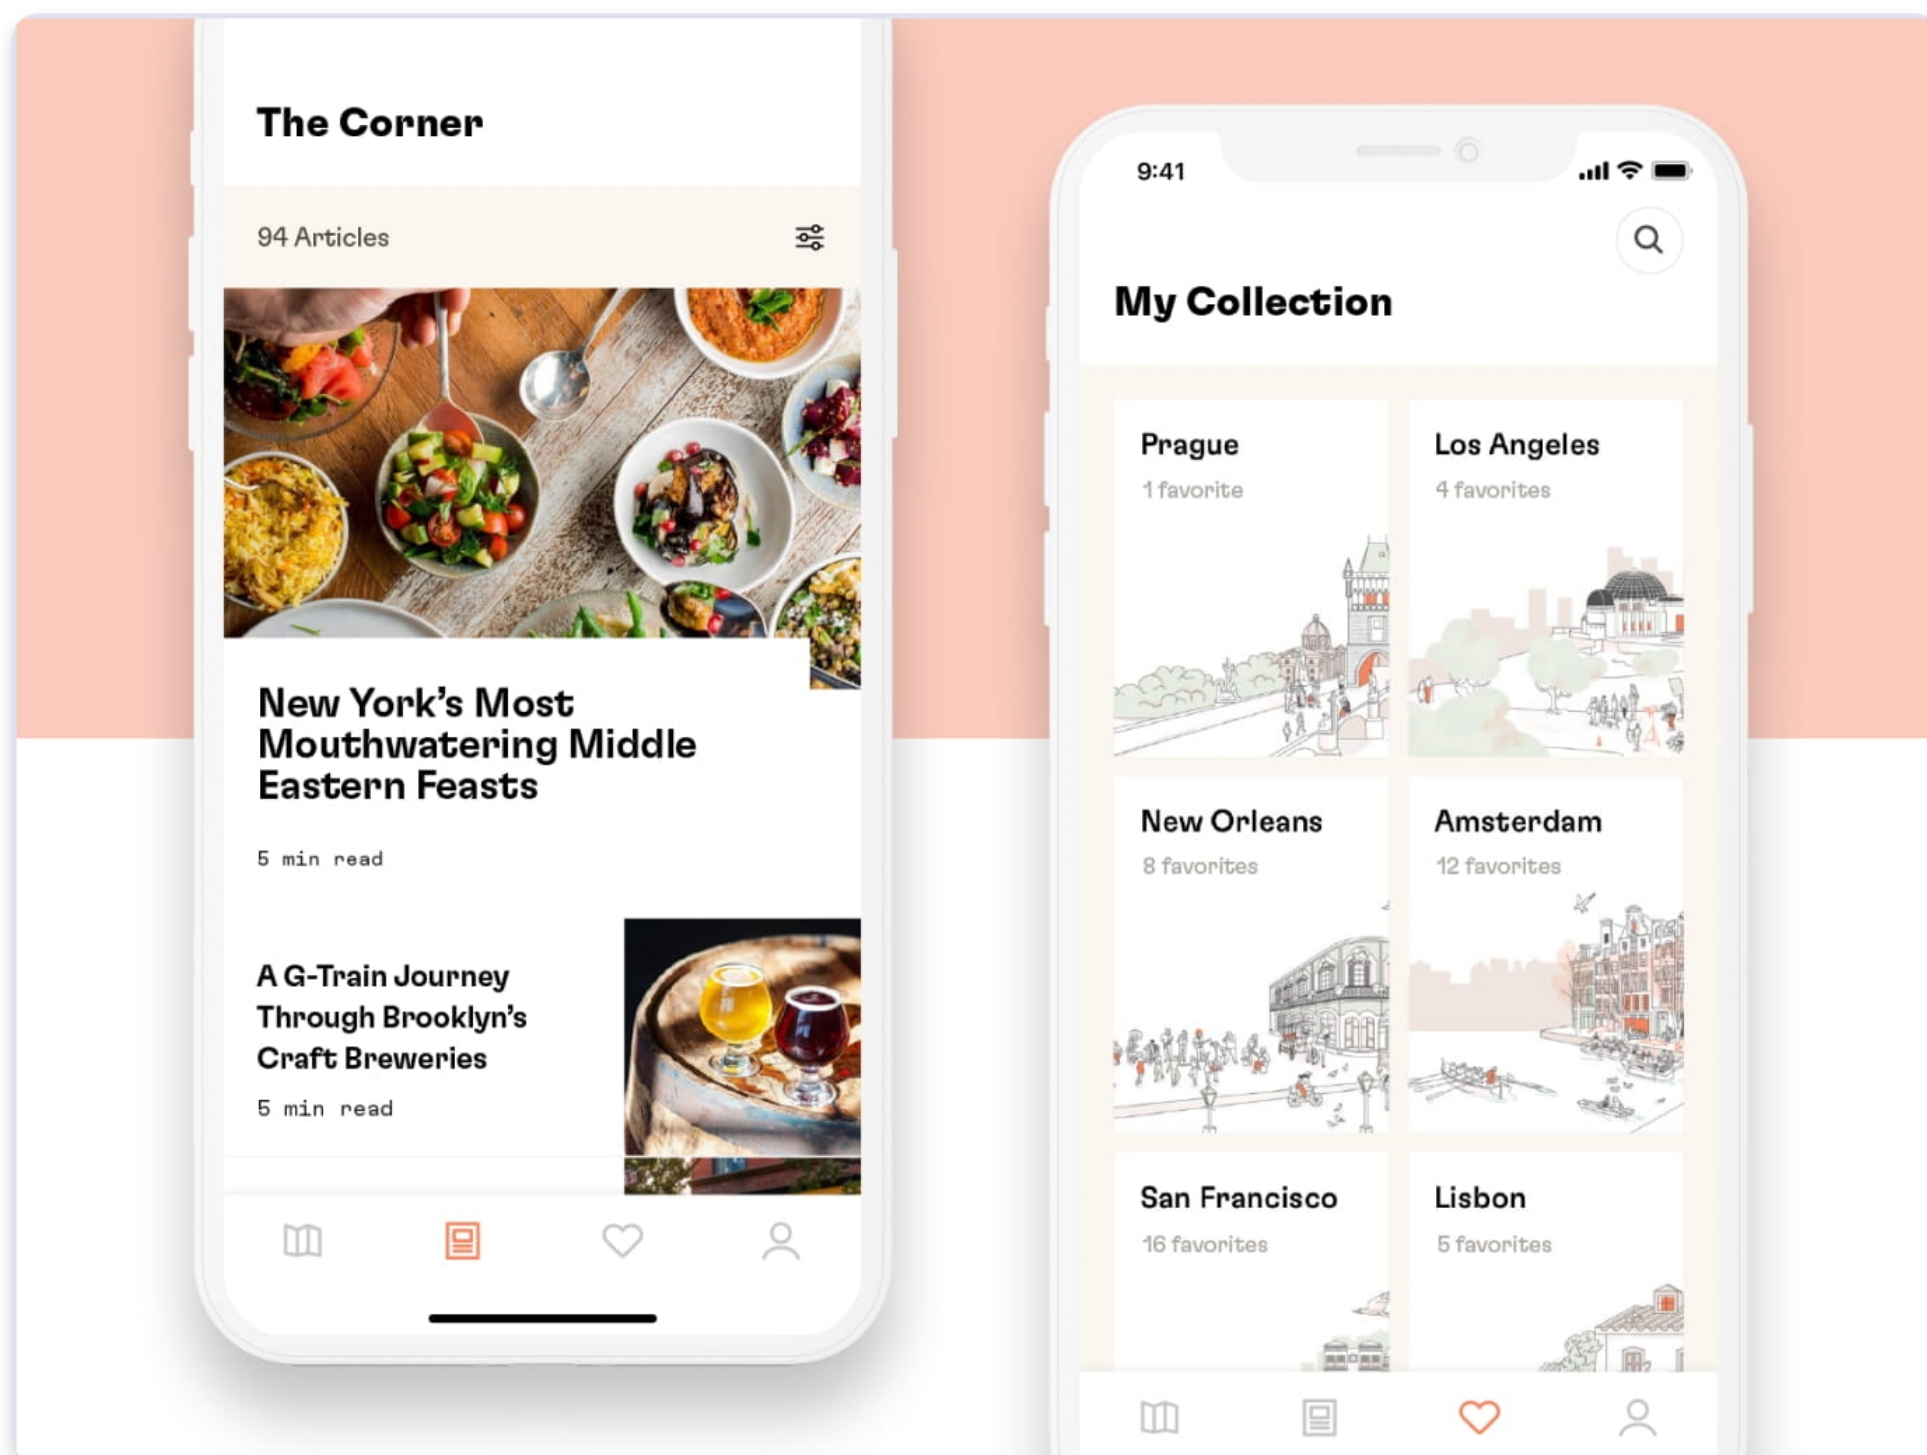 The Corner
94 Articles
New York's Most
Mouthwatering Middle
Eastern Feasts
5 min read
A G-Train Journey
Through Brooklyn's
Craft Breweries
5 min read
9:41
My Collection
Prague
1 favorite
Los Angeles
4 favorites
New Orleans
8 favorites
Amsterdam
12 favorites
San Francisco
16 favorites
Lisbon
5 favorites